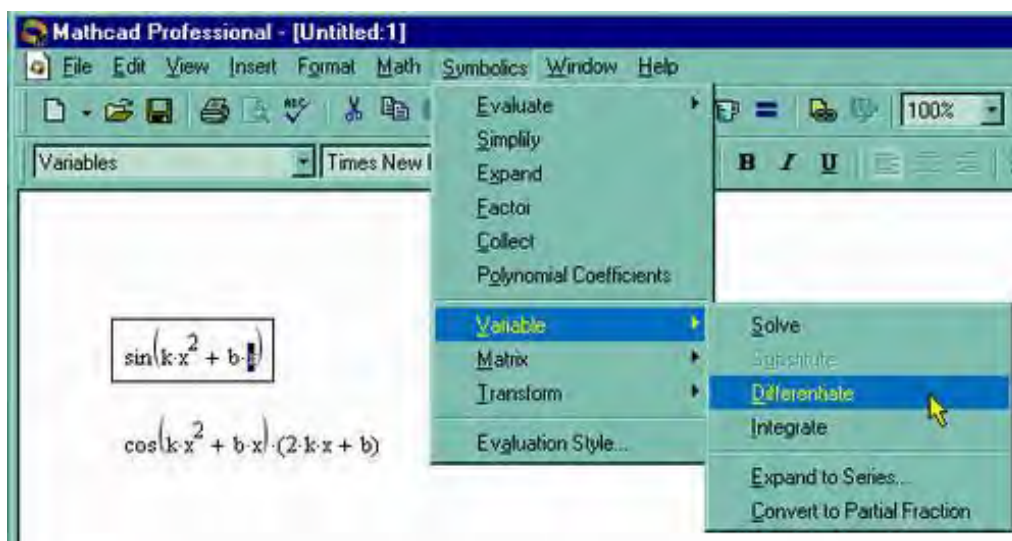 Mathcad Professional - [Untitled:1]
File Edit View Insert Format Math Symbolics Window Help
100%
Variables Times New B I U
Evaluate
Simplify
Expand
Factor
Collect
Polynomial Coefficients
Variable
Matrix
Transform
Evaluation Style...
Solve
Substitute
Differentiate
Integrate
Expand to Series...
Convert to Partial Fraction
sin(k·x² + b·x)
cos(k·x² + b·x)·(2·k·x + b)